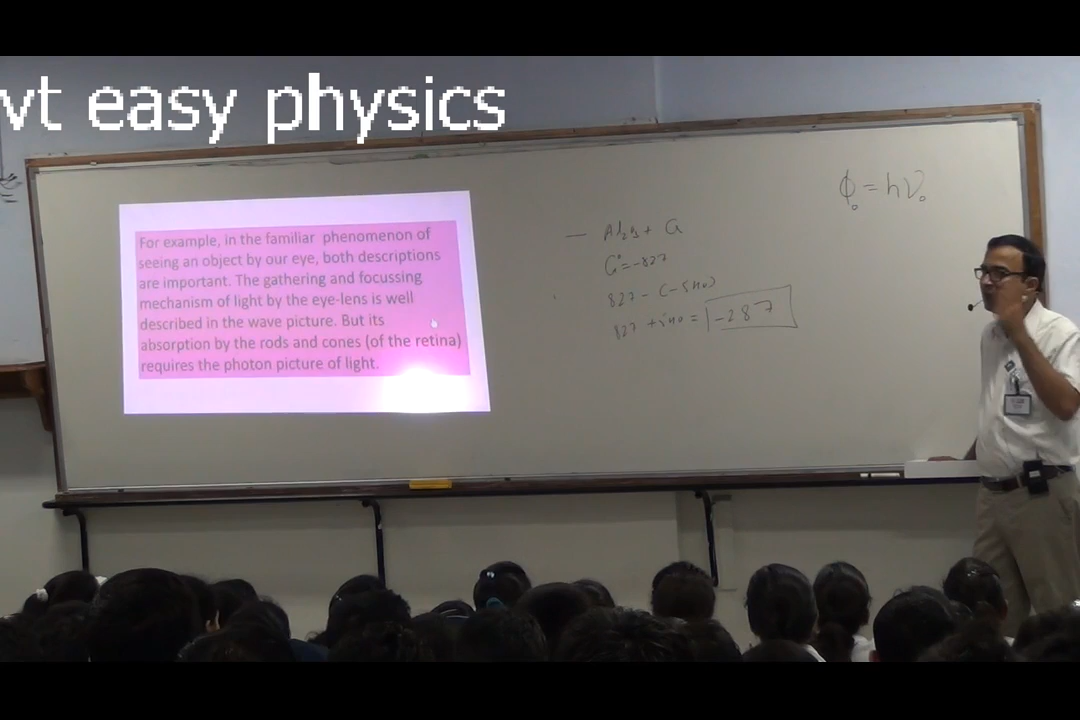 vt easy physics
For example, in the familiar phenomenon of
seeing an object by our eye, both descriptions
are important. The gathering and focussing
mechanism of light by the eye-lens is well
described in the wave picture. But its
absorption by the rods and cones (of the retina)
requires the photon picture of light.
ϕ₀ = hν₀
G° = -827
-287